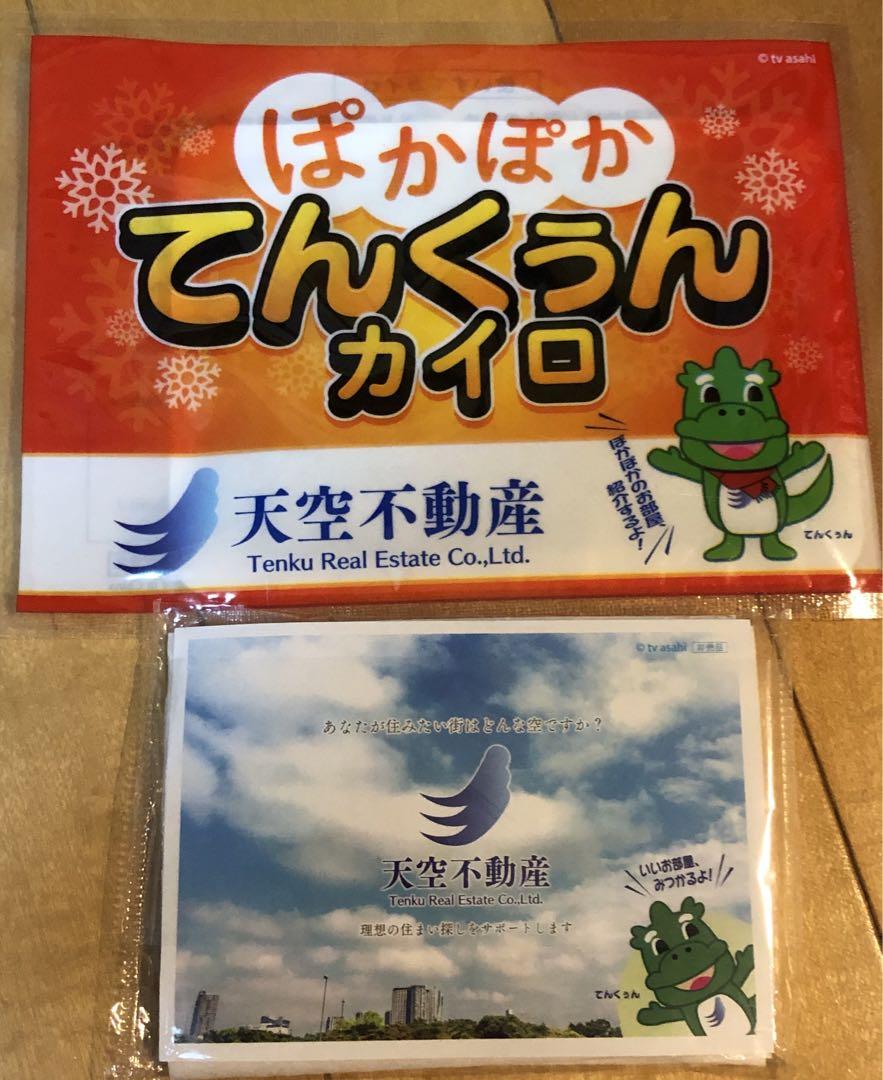 © tv asahi
ぽかぽか
てんくぅん
カイロ
天空不動産
Tenku Real Estate Co.,Ltd.
ぽかぽかのお部屋、
紹介するよ!
てんくぅん
© tv asahi 非売品
あなたが住みたい街はどんな空ですか?
天空不動産
Tenku Real Estate Co.,Ltd.
理想の住まい探しをサポートします
いいお部屋、
みつかるよ!
てんくぅん